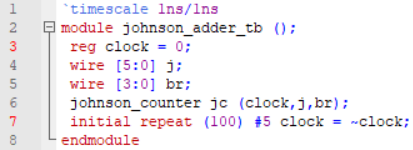 1 `timescale 1ns/1ns
2 module johnson_adder_tb ();
3 reg clock = 0;
4 wire [5:0] j;
5 wire [3:0] br;
6 johnson_counter jc (clock,j,br);
7 initial repeat (100) #5 clock = ~clock;
8 endmodule